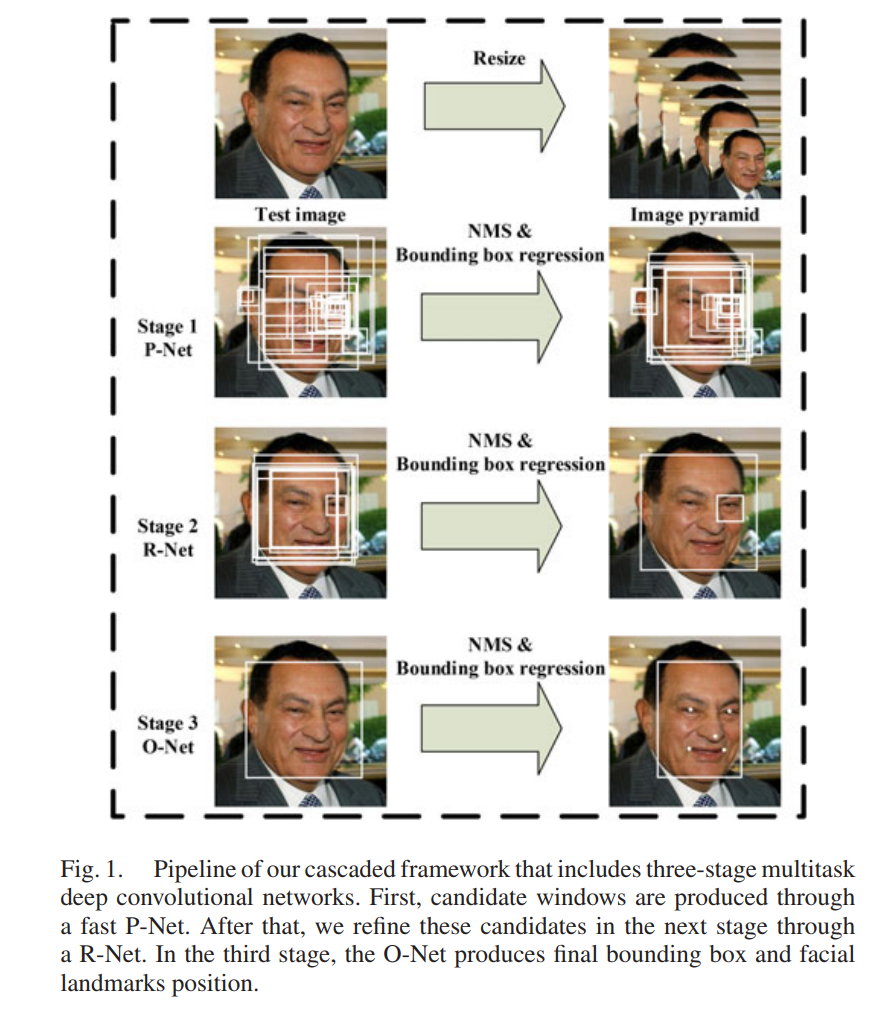 Resize
Test image
Image pyramid
NMS &
Bounding box regression
Stage 1
P-Net
NMS &
Bounding box regression
Stage 2
R-Net
NMS &
Bounding box regression
Stage 3
O-Net
Fig. 1. Pipeline of our cascaded framework that includes three-stage multitask
deep convolutional networks. First, candidate windows are produced through
a fast P-Net. After that, we refine these candidates in the next stage through
a R-Net. In the third stage, the O-Net produces final bounding box and facial
landmarks position.